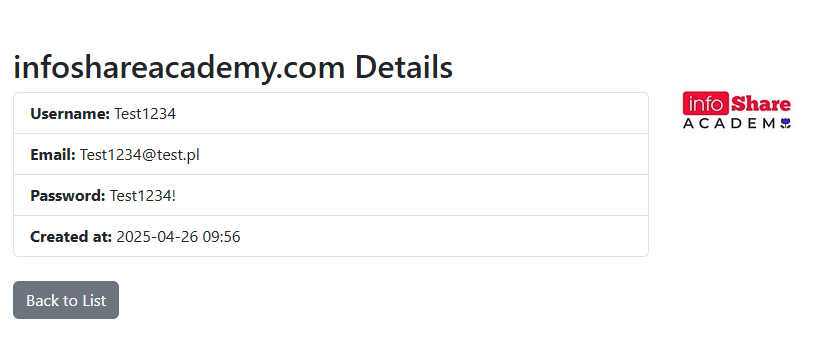 infoshareacademy.com Details
Username: Test1234
Email: Test1234@test.pl
Password: Test1234!
Created at: 2025-04-26 09:56
info Share
ACADEM
Back to List